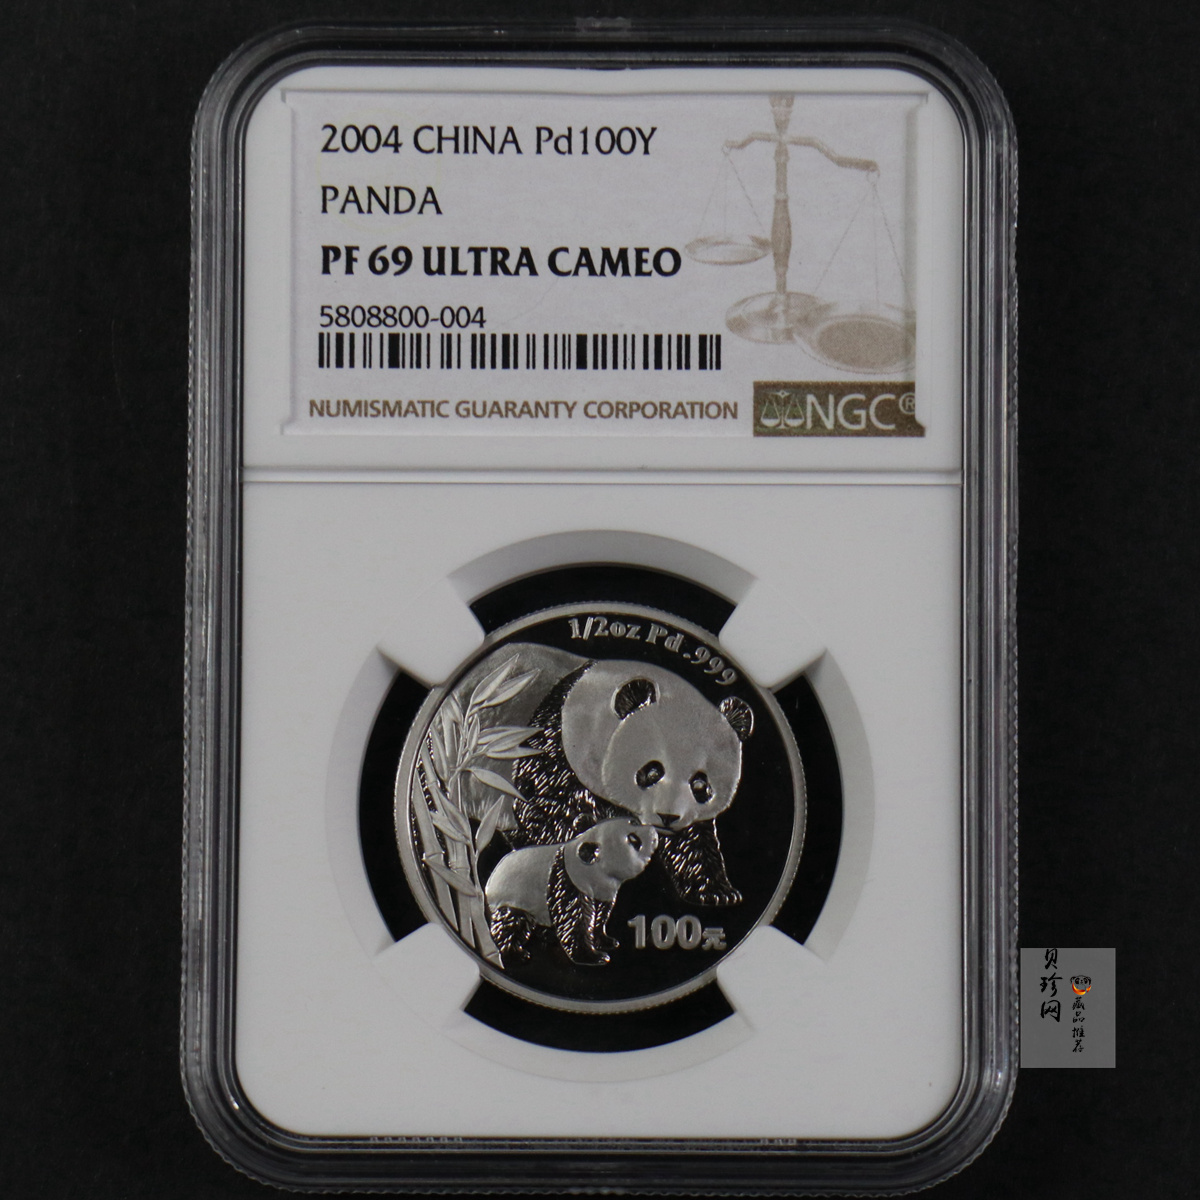 2004 CHINA Pd100Y
PANDA
PF 69 ULTRA CAMEO
5808800-004
NUMISMATIC GUARANTY CORPORATION
NGC®
1/2oz Pd .999
100元
贝珍网
藏品推荐